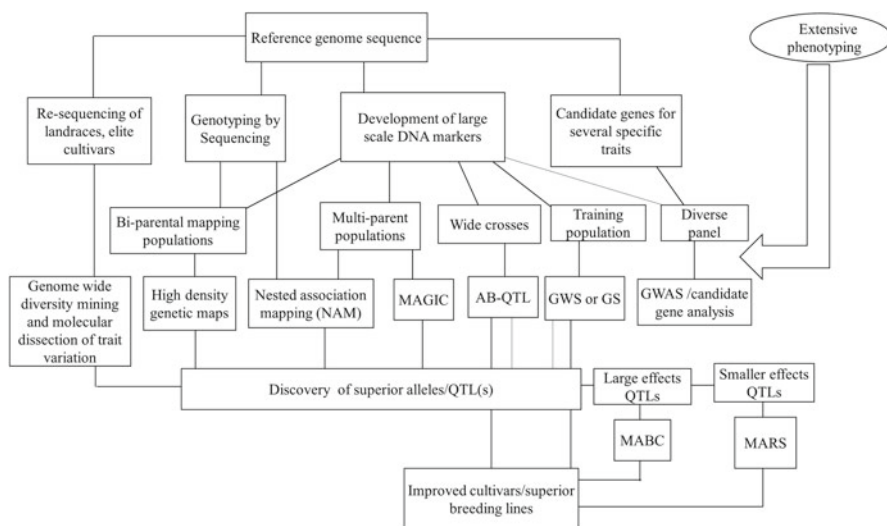 Reference genome sequence
Extensive
phenotyping
Re-sequencing of
landraces, elite
cultivars
Genotyping by
Sequencing
Development of large
scale DNA markers
Candidate genes for
several specific
traits
Bi-parental mapping
populations
Multi-parent
populations
Wide crosses
Training
population
Diverse
panel
Genome wide
diversity mining
and molecular
dissection of trait
variation
High density
genetic maps
Nested association
mapping (NAM)
MAGIC
AB-QTL
GWS or GS
GWAS /candidate
gene analysis
Discovery of superior alleles/QTL(s)
Large effects
QTLs
Smaller effects
QTLs
MABC
MARS
Improved cultivars/superior
breeding lines